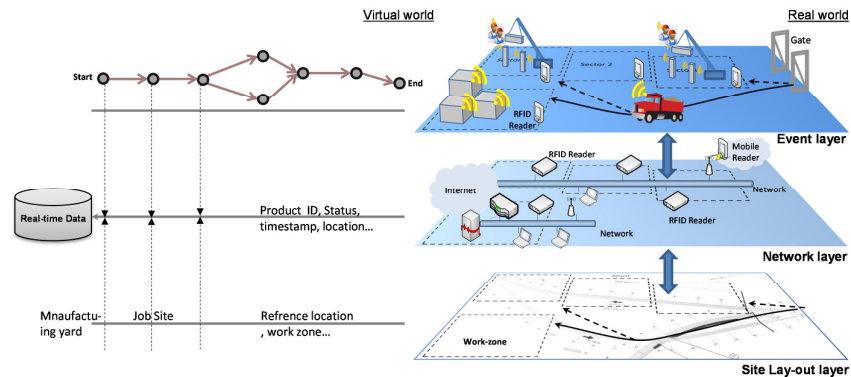 Virtual world
Real world
Start
End
Gate
Sector 2
RFID
Reader
Event layer
Real-time Data
Product ID, Status,
timestamp, location...
RFID Reader
Mobile
Reader
Internet
Network
RFID Reader
Network
Network layer
Mnaufactu-
ing yard
Job Site
Refrence location
, work zone...
Work-zone
Site Lay-out layer